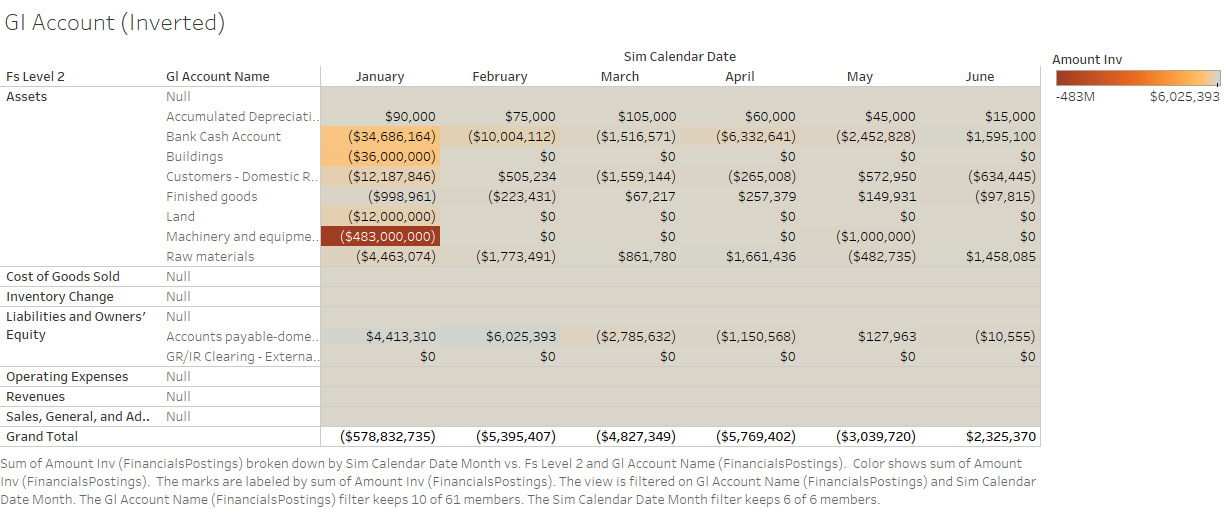 Gl Account (Inverted)
Sim Calendar Date
Amount Inv
Fs Level 2 Gl Account Name January February March April May June
-483M $6,025,393
Assets Null
Accumulated Depreciati.. $90,000 $75,000 $105,000 $60,000 $45,000 $15,000
Bank Cash Account ($34,686,164) ($10,004,112) ($1,516,571) ($6,332,641) ($2,452,828) $1,595,100
Buildings ($36,000,000) $0 $0 $0 $0 $0
Customers - Domestic R.. ($12,187,846) $505,234 ($1,559,144) ($265,008) $572,950 ($634,445)
Finished goods ($998,961) ($223,431) $67,217 $257,379 $149,931 ($97,815)
Land ($12,000,000) $0 $0 $0 $0 $0
Machinery and equipme.. ($483,000,000) $0 $0 $0 ($1,000,000) $0
Raw materials ($4,463,074) ($1,773,491) $861,780 $1,661,436 ($482,735) $1,458,085
Cost of Goods Sold Null
Inventory Change Null
Liabilities and Owners' Null
Equity Accounts payable-dome.. $4,413,310 $6,025,393 ($2,785,632) ($1,150,568) $127,963 ($10,555)
GR/IR Clearing - Externa.. $0 $0 $0 $0 $0 $0
Operating Expenses Null
Revenues Null
Sales, General, and Ad.. Null
Grand Total ($578,832,735) ($5,395,407) ($4,827,349) ($5,769,402) ($3,039,720) $2,325,370
Sum of Amount Inv (FinancialsPostings) broken down by Sim Calendar Date Month vs. Fs Level 2 and Gl Account Name (FinancialsPostings). Color shows sum of Amount
Inv (FinancialsPostings). The marks are labeled by sum of Amount Inv (FinancialsPostings). The view is filtered on Gl Account Name (FinancialsPostings) and Sim Calendar
Date Month. The Gl Account Name (FinancialsPostings) filter keeps 10 of 61 members. The Sim Calendar Date Month filter keeps 6 of 6 members.